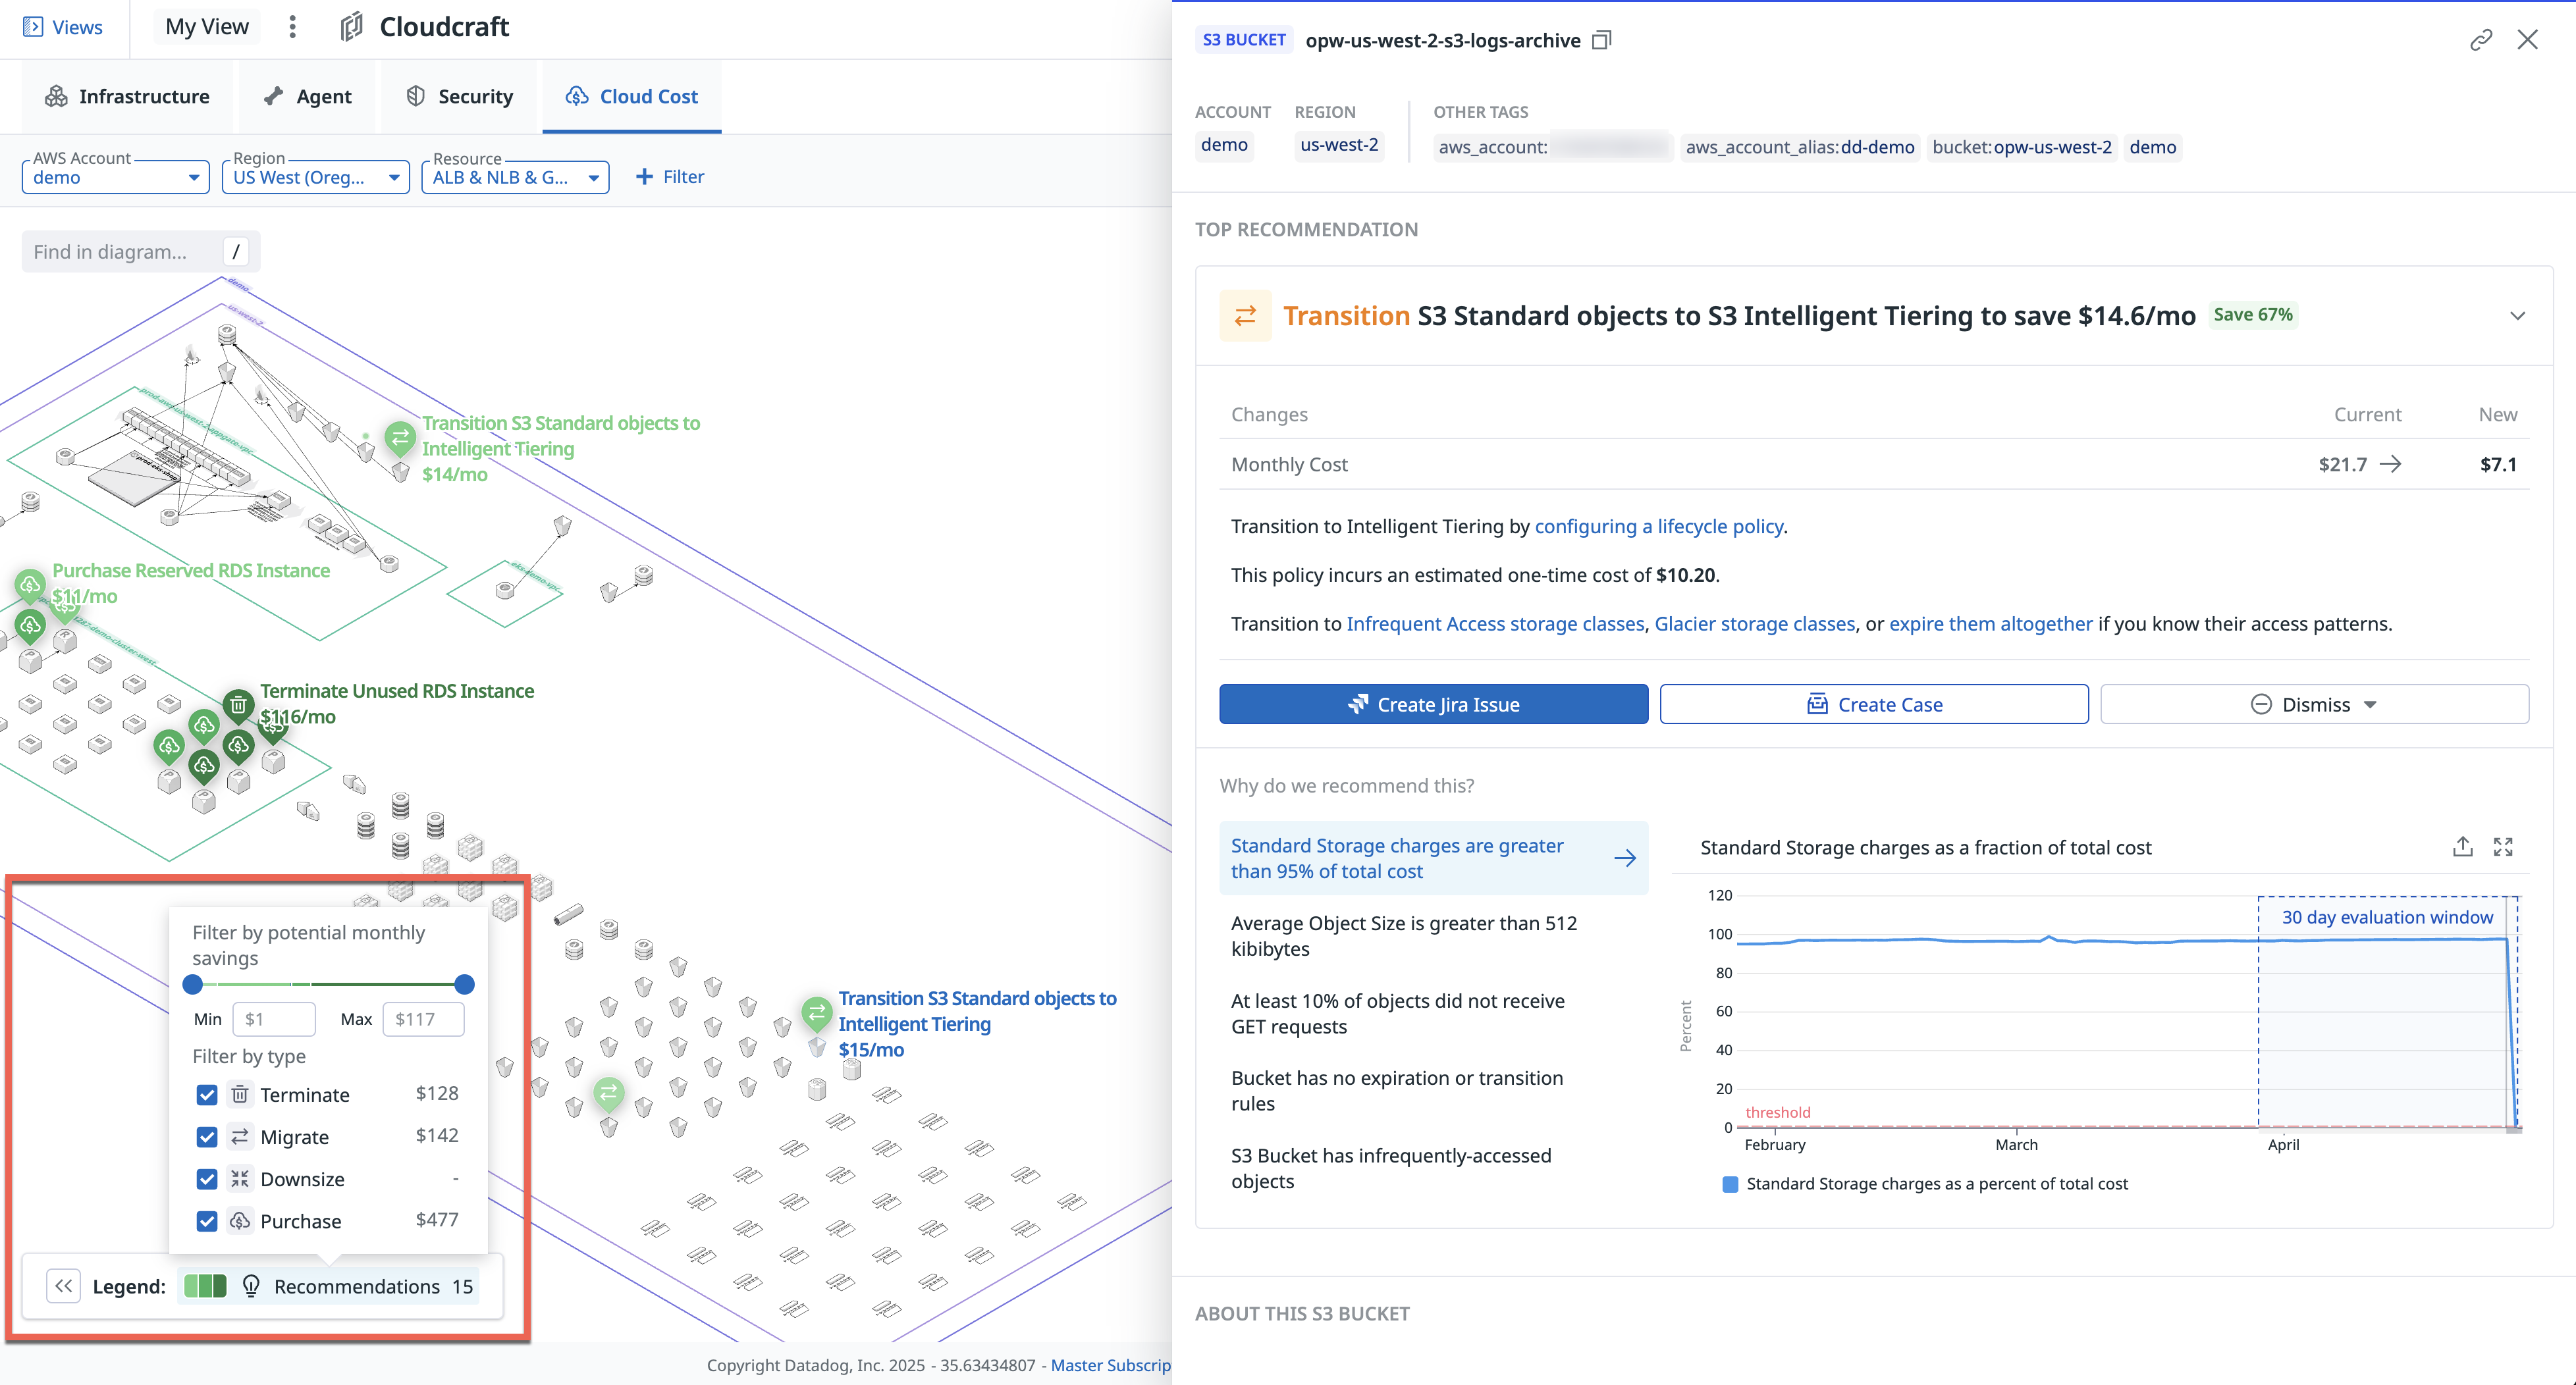 Views
My View
Cloudcraft
Infrastructure
Agent
Security
Cloud Cost
AWS Account
demo
Region
US West (Oreg...
Resource
ALB & NLB & G...
+ Filter
Find in diagram...
/
demo
us-west-2
Transition S3 Standard objects to
Intelligent Tiering
$14/mo
Purchase Reserved RDS Instance
$11/mo
Terminate Unused RDS Instance
$116/mo
Transition S3 Standard objects to
Intelligent Tiering
$15/mo
Filter by potential monthly
savings
Min
$1
Max
$117
Filter by type
Terminate
$128
Migrate
$142
Downsize
-
Purchase
$477
Legend:
Recommendations 15
Copyright Datadog, Inc. 2025 - 35.63434807 - Master Subscrip
S3 BUCKET
opw-us-west-2-s3-logs-archive
ACCOUNT
REGION
OTHER TAGS
demo
us-west-2
aws_account:
aws_account_alias:dd-demo
bucket:opw-us-west-2
demo
TOP RECOMMENDATION
Transition S3 Standard objects to S3 Intelligent Tiering to save $14.6/mo
Save 67%
Changes
Current
New
Monthly Cost
$21.7 →
$7.1
Transition to Intelligent Tiering by configuring a lifecycle policy.
This policy incurs an estimated one-time cost of $10.20.
Transition to Infrequent Access storage classes, Glacier storage classes, or expire them altogether if you know their access patterns.
Create Jira Issue
Create Case
Dismiss
Why do we recommend this?
Standard Storage charges are greater
than 95% of total cost
Average Object Size is greater than 512
kibibytes
At least 10% of objects did not receive
GET requests
Bucket has no expiration or transition
rules
S3 Bucket has infrequently-accessed
objects
Standard Storage charges as a fraction of total cost
120
100
80
60
40
20
0
Percent
30 day evaluation window
threshold
February
March
April
Standard Storage charges as a percent of total cost
ABOUT THIS S3 BUCKET